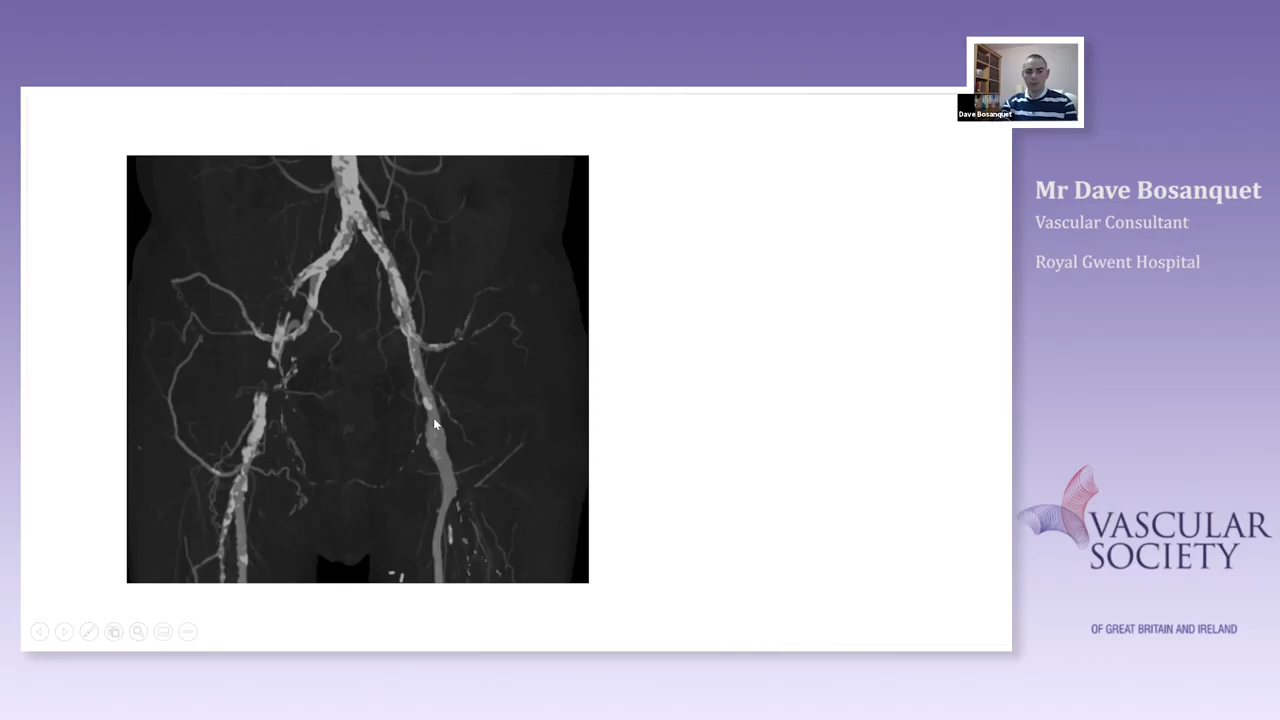 Dave Bosanquet
Mr Dave Bosanquet
Vascular Consultant
Royal Gwent Hospital
VASCULAR
SOCIETY
OF GREAT BRITAIN AND IRELAND